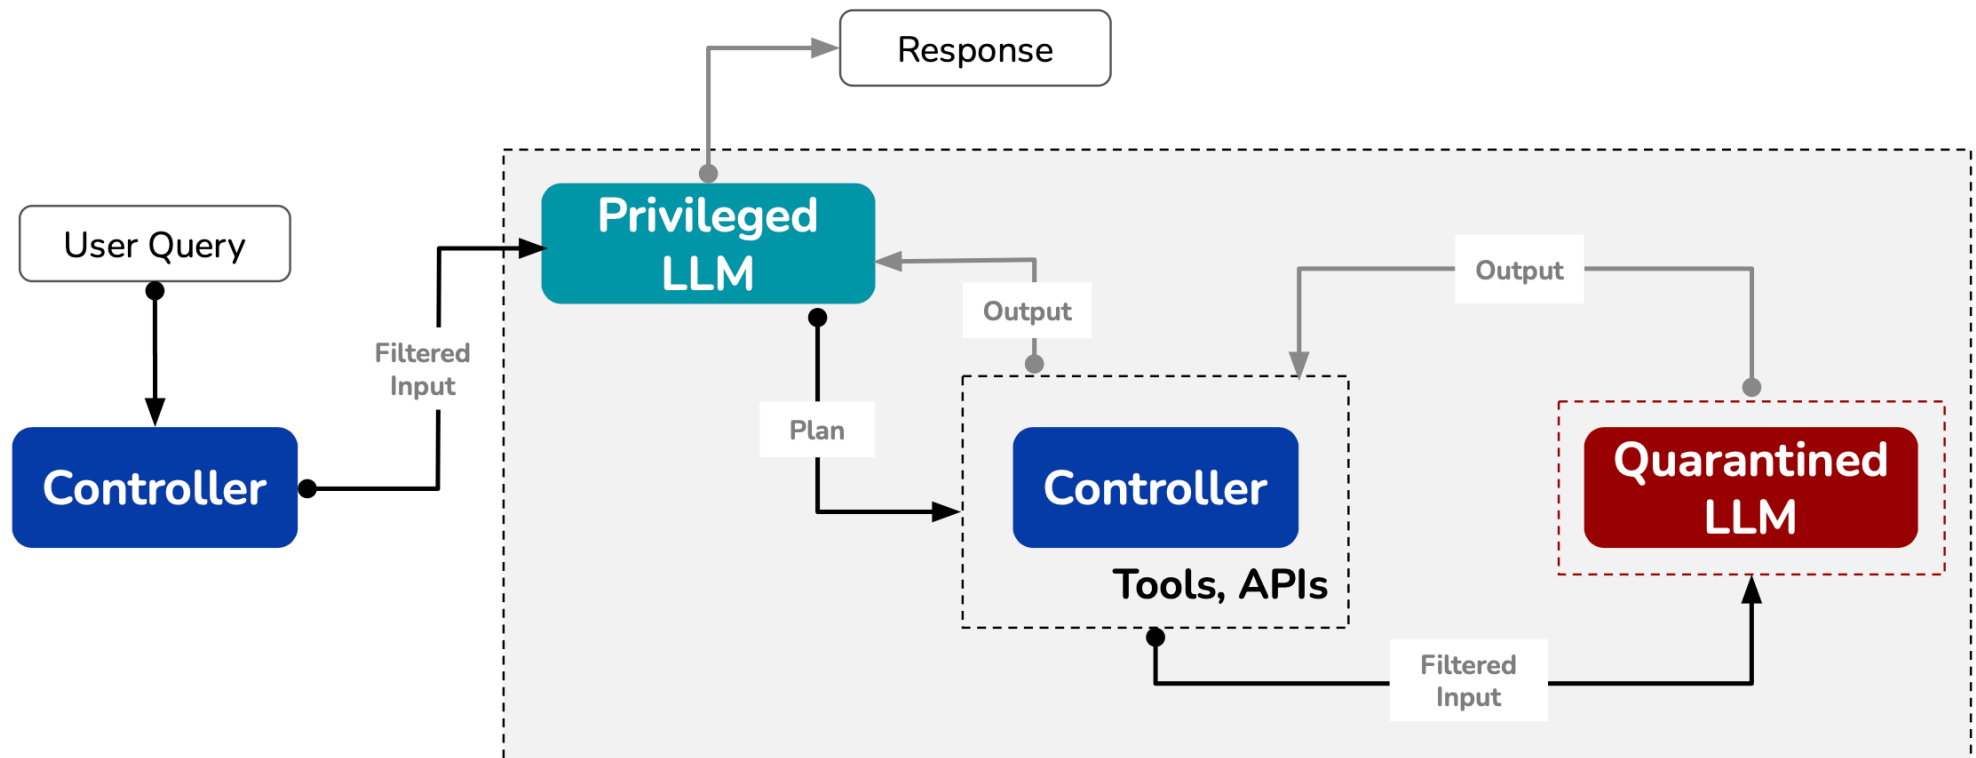 Response
User Query
Controller
Filtered
Input
Privileged
LLM
Output
Plan
Controller
Tools, APIs
Output
Quarantined
LLM
Filtered
Input